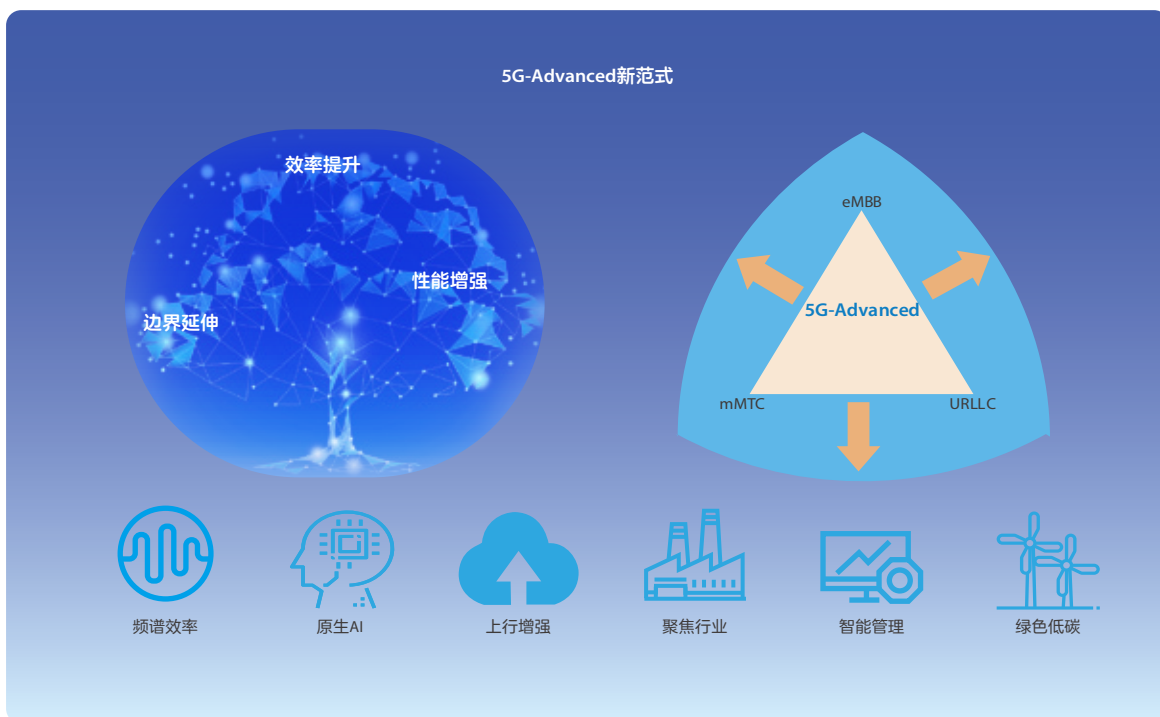 5G-Advanced新范式
效率提升
性能增强
边界延伸
eMBB
5G-Advanced
mMTC
URLLC
频谱效率
原生AI
上行增强
聚焦行业
智能管理
绿色低碳